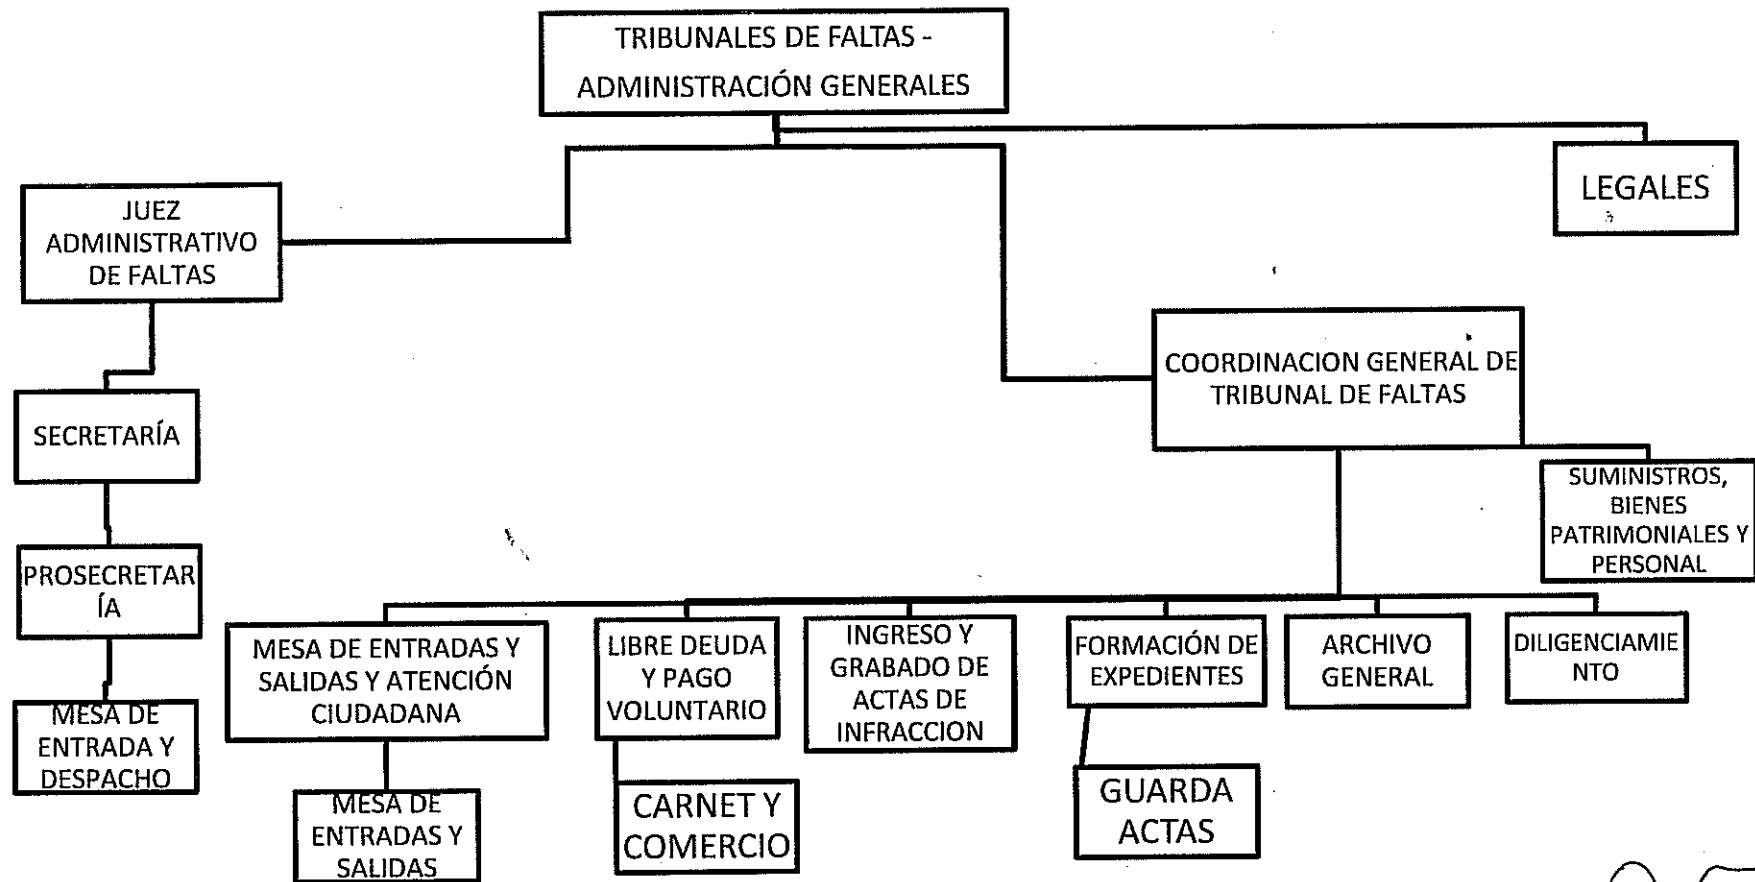 TRIBUNALES DE FALTAS -
ADMINISTRACIÓN GENERALES
LEGALES
JUEZ
ADMINISTRATIVO
DE FALTAS
COORDINACION GENERAL DE
TRIBUNAL DE FALTAS
SECRETARÍA
SUMINISTROS,
BIENES
PATRIMONIALES Y
PERSONAL
PROSECRETAR
ÍA
MESA DE
ENTRADA Y
DESPACHO
MESA DE ENTRADAS Y
SALIDAS Y ATENCIÓN
CIUDADANA
LIBRE DEUDA
Y PAGO
VOLUNTARIO
INGRESO Y
GRABADO DE
ACTAS DE
INFRACCION
FORMACIÓN DE
EXPEDIENTES
ARCHIVO
GENERAL
DILIGENCIAMIE
NTO
MESA DE
ENTRADAS Y
SALIDAS
CARNET Y
COMERCIO
GUARDA
ACTAS